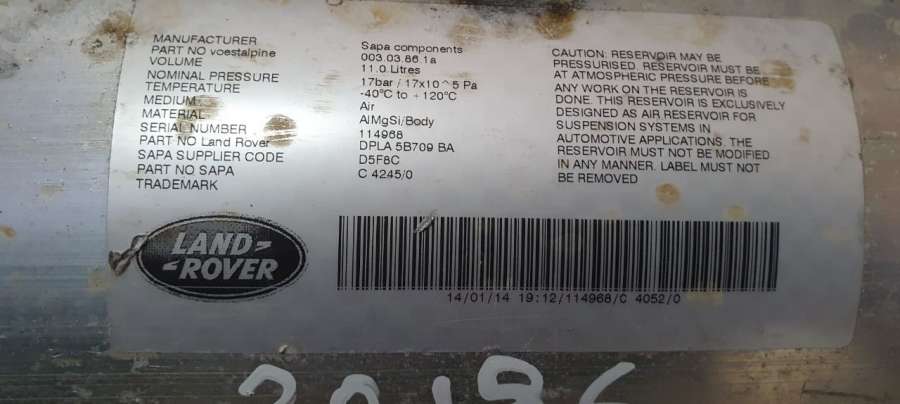 MANUFACTURER Sapa components
PART NO voestalpine 003.03.86.1a
VOLUME 11.0 Litres
NOMINAL PRESSURE 17bar / 17x10^5 Pa
TEMPERATURE -40°C to +120°C
MEDIUM Air
MATERIAL AlMgSi/Body
SERIAL NUMBER 114968
PART NO Land Rover DPLA 5B709 BA
SAPA SUPPLIER CODE D5F8C
PART NO SAPA C 4245/0
TRADEMARK
CAUTION: RESERVOIR MAY BE
PRESSURISED. RESERVOIR MUST BE
AT ATMOSPHERIC PRESSURE BEFORE
ANY WORK ON THE RESERVOIR IS
DONE. THIS RESERVOIR IS EXCLUSIVELY
DESIGNED AS AIR RESERVOIR FOR
SUSPENSION SYSTEMS IN
AUTOMOTIVE APPLICATIONS. THE
RESERVOIR MUST NOT BE MODIFIED
IN ANY MANNER. LABEL MUST NOT
BE REMOVED
LAND-
-ROVER
14/01/14 19:12/114968/C 4052/0